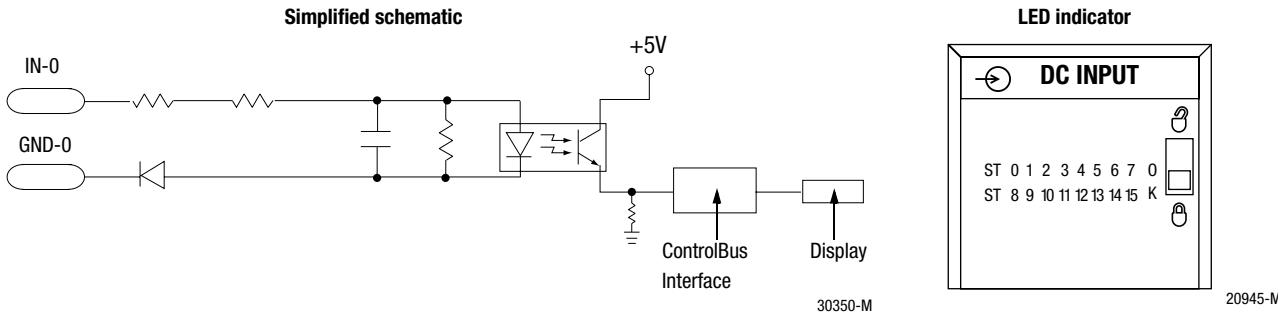 Simplified schematic
IN-0
GND-0
+5V
ControlBus
Interface
Display
30350-M
LED indicator
DC INPUT
ST 0 1 2 3 4 5 6 7 O
ST 8 9 10 11 12 13 14 15 K
20945-M